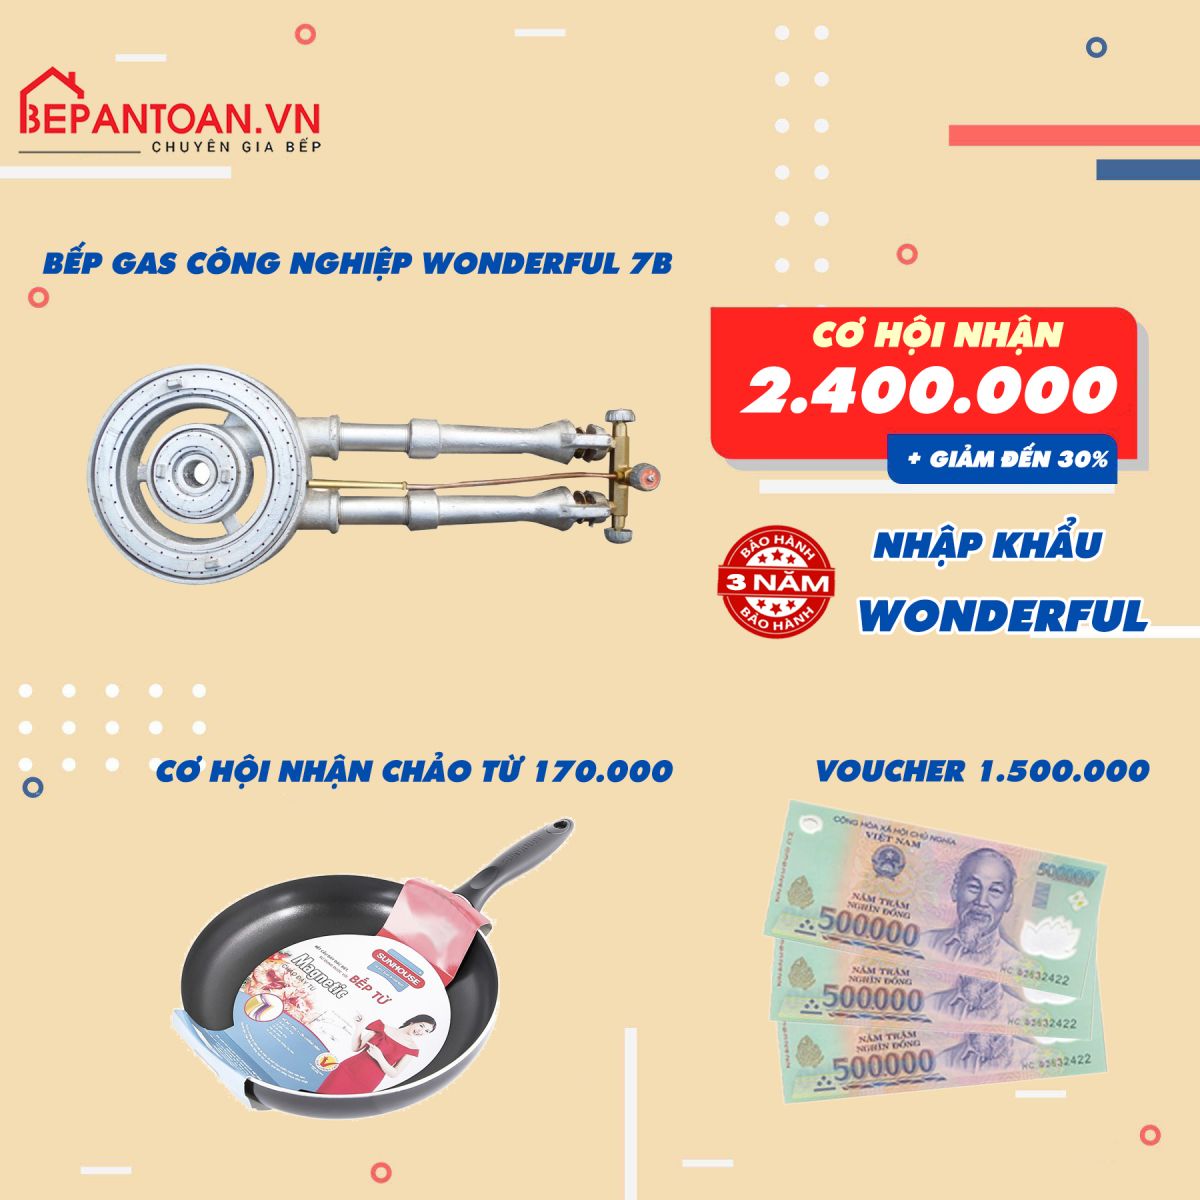 BEPANTOAN.VN
CHUYÊN GIA BẾP
BẾP GAS CÔNG NGHIỆP WONDERFUL 7B
CƠ HỘI NHẬN
2.400.000
+ GIẢM ĐẾN 30%
BẢO HÀNH
3 NĂM
BẢO HÀNH
NHẬP KHẨU
WONDERFUL
CƠ HỘI NHẬN CHẢO TỪ 170.000
SUNHOUSE
BẾP TỪ
Magnetic
CHẢO ĐÁY TỪ
VOUCHER 1.500.000
CỘNG HÒA XÃ HỘI CHỦ NGHĨA
VIỆT NAM
500000
NĂM TRĂM
NGHÌN ĐỒNG
500000
NĂM TRĂM
NGHÌN ĐỒNG
500000
NĂM TRĂM
NGHÌN ĐỒNG
500000